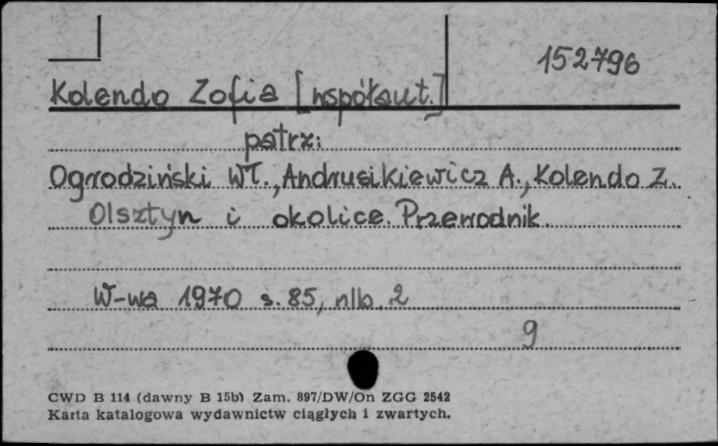 152796
Kolendo Zofia [współaut.]
patrz:
Ogrodziński Wł., Andrusikiewicz A., Kolendo Z.
Olsztyn i okolice. Przewodnik.
W-wa 1970 s. 85, nlb. 2
9
CWD B 114 (dawny B 15b) Zam. 897/DW/On ZGG 2542
Karta katalogowa wydawnictw ciągłych i zwartych.